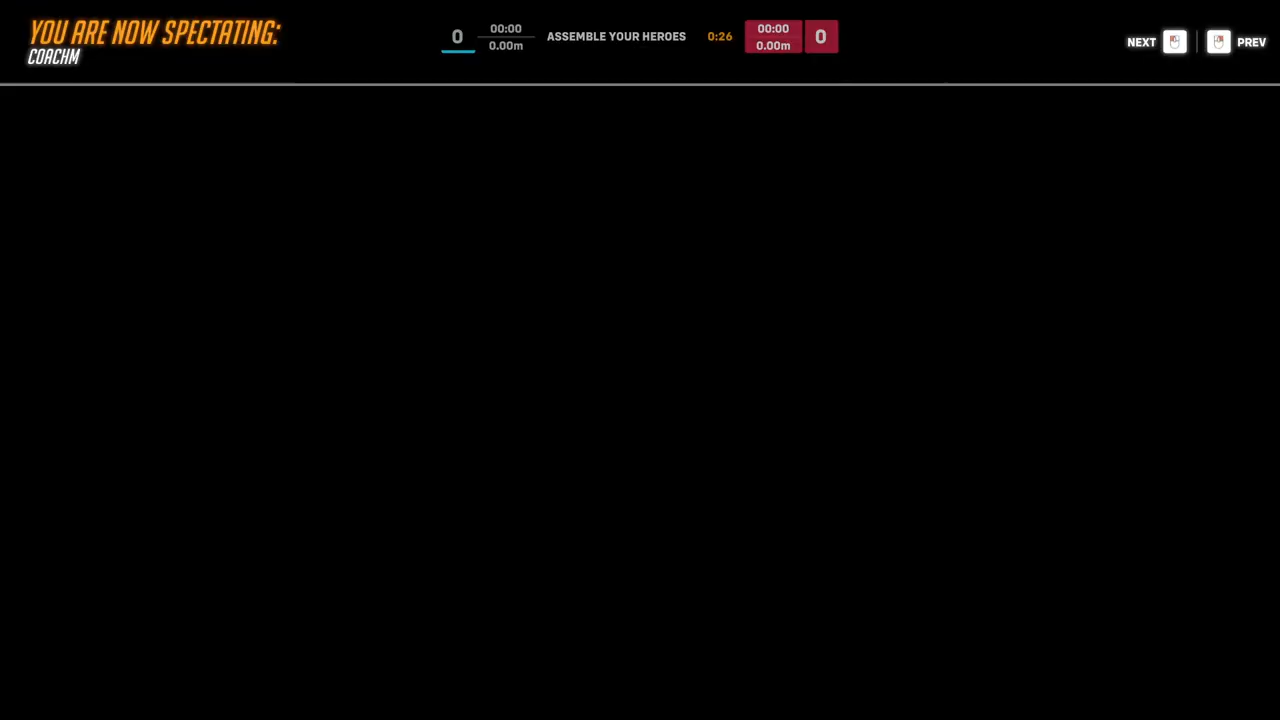 YOU ARE NOW SPECTATING:
COACHM
0
00:00
0.00m
ASSEMBLE YOUR HEROES
0:26
00:00
0.00m
0
NEXT
PREV